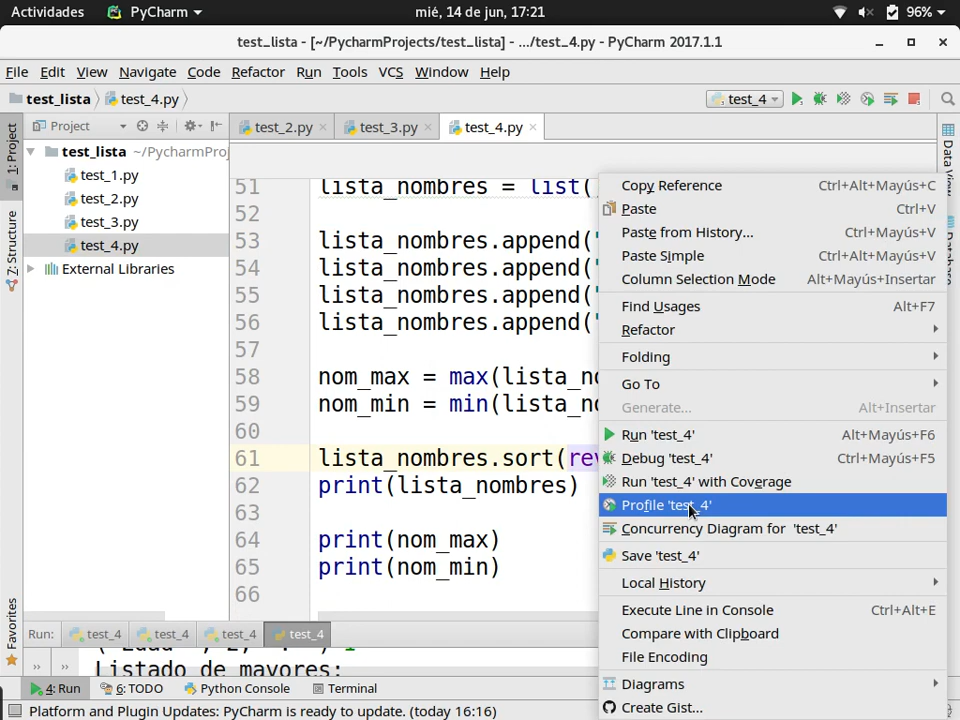 Actividades PyCharm mié, 14 de jun, 17:21 96%
test_lista - [~/PycharmProjects/test_lista] - .../test_4.py - PyCharm 2017.1.1
File Edit View Navigate Code Refactor Run Tools VCS Window Help
test_lista test_4.py test_4
1: Project
7: Structure
Favorites
Project
test_lista ~/PycharmProj
test_1.py
test_2.py
test_3.py
test_4.py
External Libraries
test_2.py test_3.py test_4.py
51 lista_nombres = list(
52
53 lista_nombres.append(
54 lista_nombres.append(
55 lista_nombres.append(
56 lista_nombres.append(
57
58 nom_max = max(lista_no
59 nom_min = min(lista_no
60
61 lista_nombres.sort(rev
62 print(lista_nombres)
63
64 print(nom_max)
65 print(nom_min)
66
Copy Reference Ctrl+Alt+Mayús+C
Paste Ctrl+V
Paste from History... Ctrl+Mayús+V
Paste Simple Ctrl+Alt+Mayús+V
Column Selection Mode Alt+Mayús+Insertar
Find Usages Alt+F7
Refactor
Folding
Go To
Generate... Alt+Insertar
Run 'test_4' Alt+Mayús+F6
Debug 'test_4' Ctrl+Mayús+F5
Run 'test_4' with Coverage
Profile 'test_4'
Concurrency Diagram for 'test_4'
Save 'test_4'
Local History
Execute Line in Console Ctrl+Alt+E
Compare with Clipboard
File Encoding
Diagrams
Create Gist...
Data View
Database
Run: test_4 test_4 test_4 test_4
Listado de mayores:
4: Run 6: TODO Python Console Terminal
Platform and Plugin Updates: PyCharm is ready to update. (today 16:16)